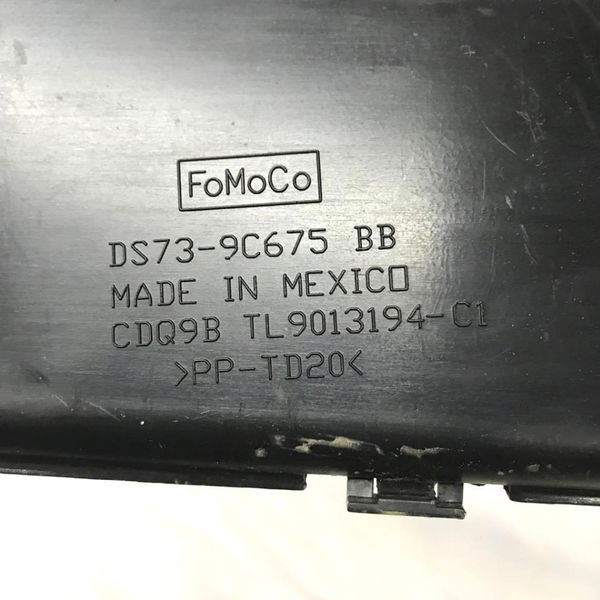 FoMoCo
DS73-9C675 BB
MADE IN MEXICO
CDQ9B TL9013194-C1
>PP-TD20<